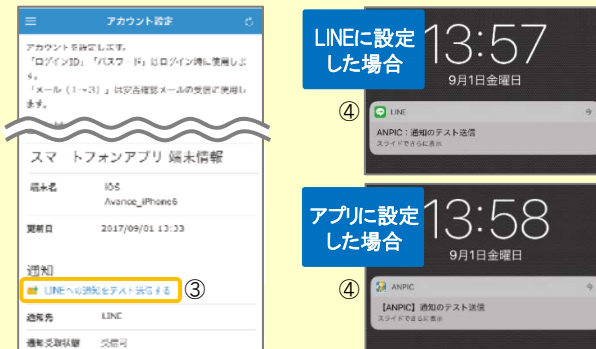 アカウント設定
アカウントを設定します。
「ログインID」「パスワード」はログイン時に使用しま
す。
「メール（1～3）」は安否確認メールの受信に使用し
ます。
スマートフォンアプリ 端末情報
端末名
iOS
Avance_iPhone6
更新日
2017/09/01 13:33
通知
LINEへの通知をテスト送信する
③
通知先
LINE
通知受取状態
受信可
LINEに設定
した場合
13:57
9月1日金曜日
④
LINE
今
ANPIC：通知のテスト送信
スライドでさらに表示
アプリに設定
した場合
13:58
9月1日金曜日
④
ANPIC
今
【ANPIC】通知のテスト送信
スライドでさらに表示